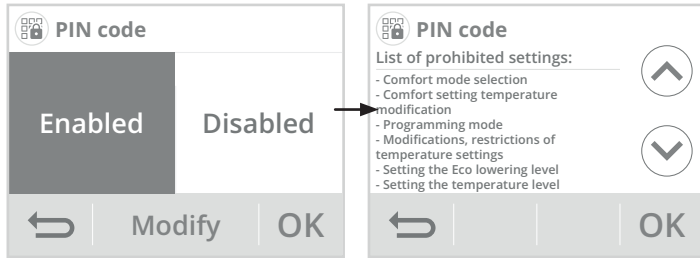 PIN code
Enabled
Disabled
Modify
OK
PIN code
List of prohibited settings:
- Comfort mode selection
- Comfort setting temperature
modification
- Programming mode
- Modifications, restrictions of
temperature settings
- Setting the Eco lowering level
- Setting the temperature level
OK